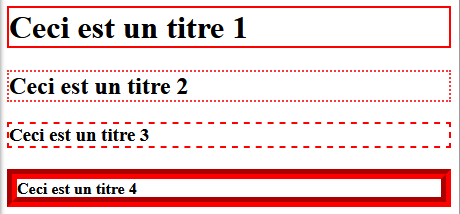 Ceci est un titre 1
Ceci est un titre 2
Ceci est un titre 3
Ceci est un titre 4